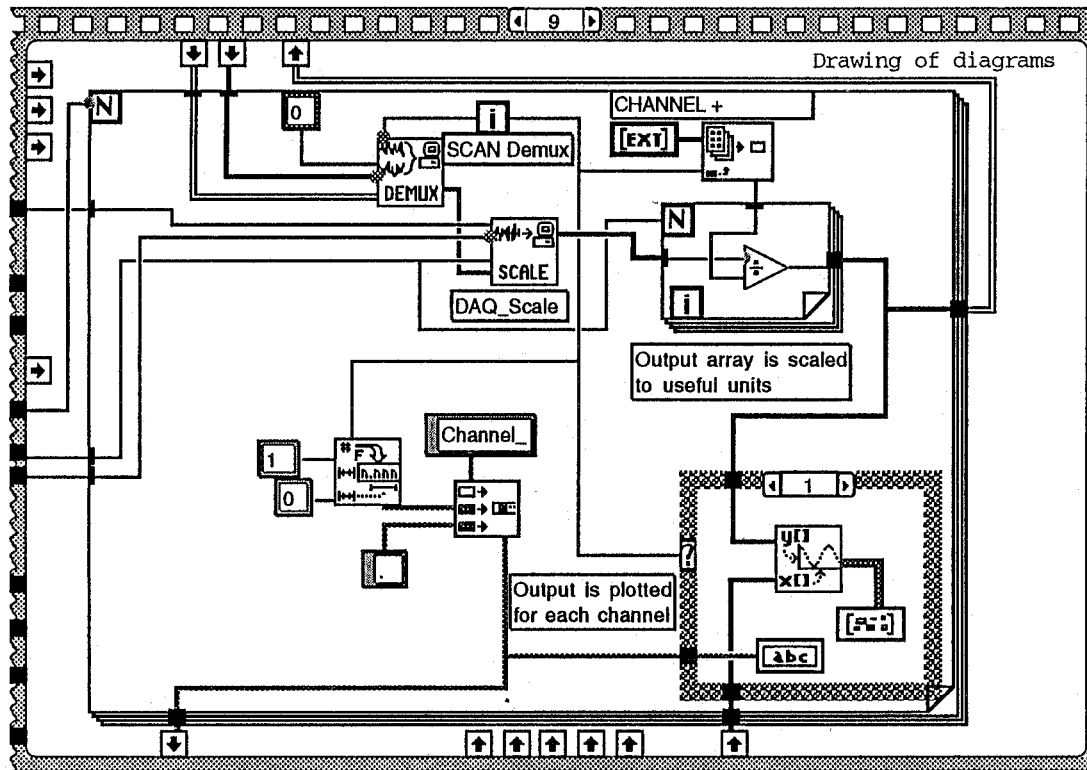 9
Drawing of diagrams
N
0
i
CHANNEL +
[EXT]
SCAN Demux
DEMUX
N
SCALE
DAQ_Scale
i
Output array is scaled
to useful units
Channel_
#
F
n.nnn
1
0
1
y[]
x[]
?
.
Output is plotted
for each channel
abc